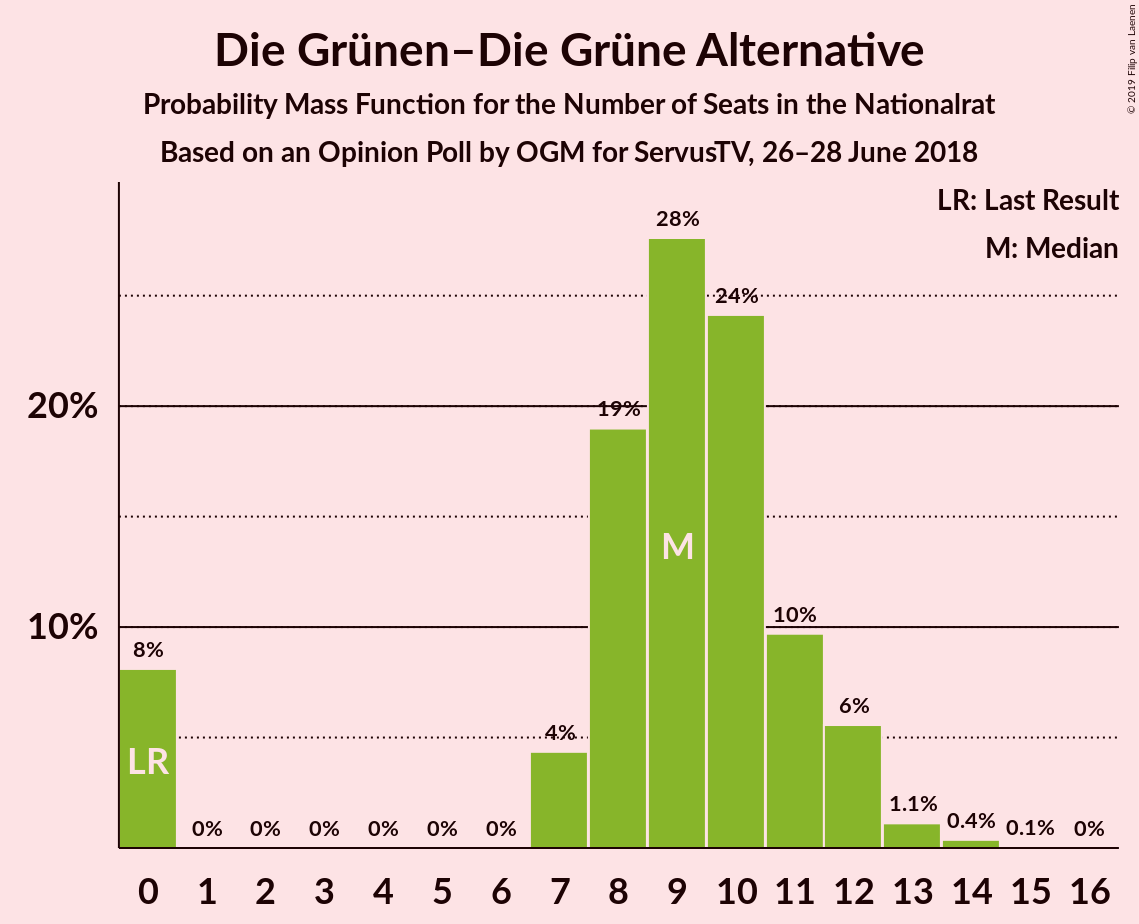 Die Grünen–Die Grüne Alternative
Probability Mass Function for the Number of Seats in the Nationalrat
Based on an Opinion Poll by OGM for ServusTV, 26–28 June 2018
© 2019 Filip van Laenen
LR: Last Result
M: Median
20%
10%
8% 0% 0% 0% 0% 0% 0% 4% 19% 28% 24% 10% 6% 1.1% 0.4% 0.1% 0%
LR M
0 1 2 3 4 5 6 7 8 9 10 11 12 13 14 15 16